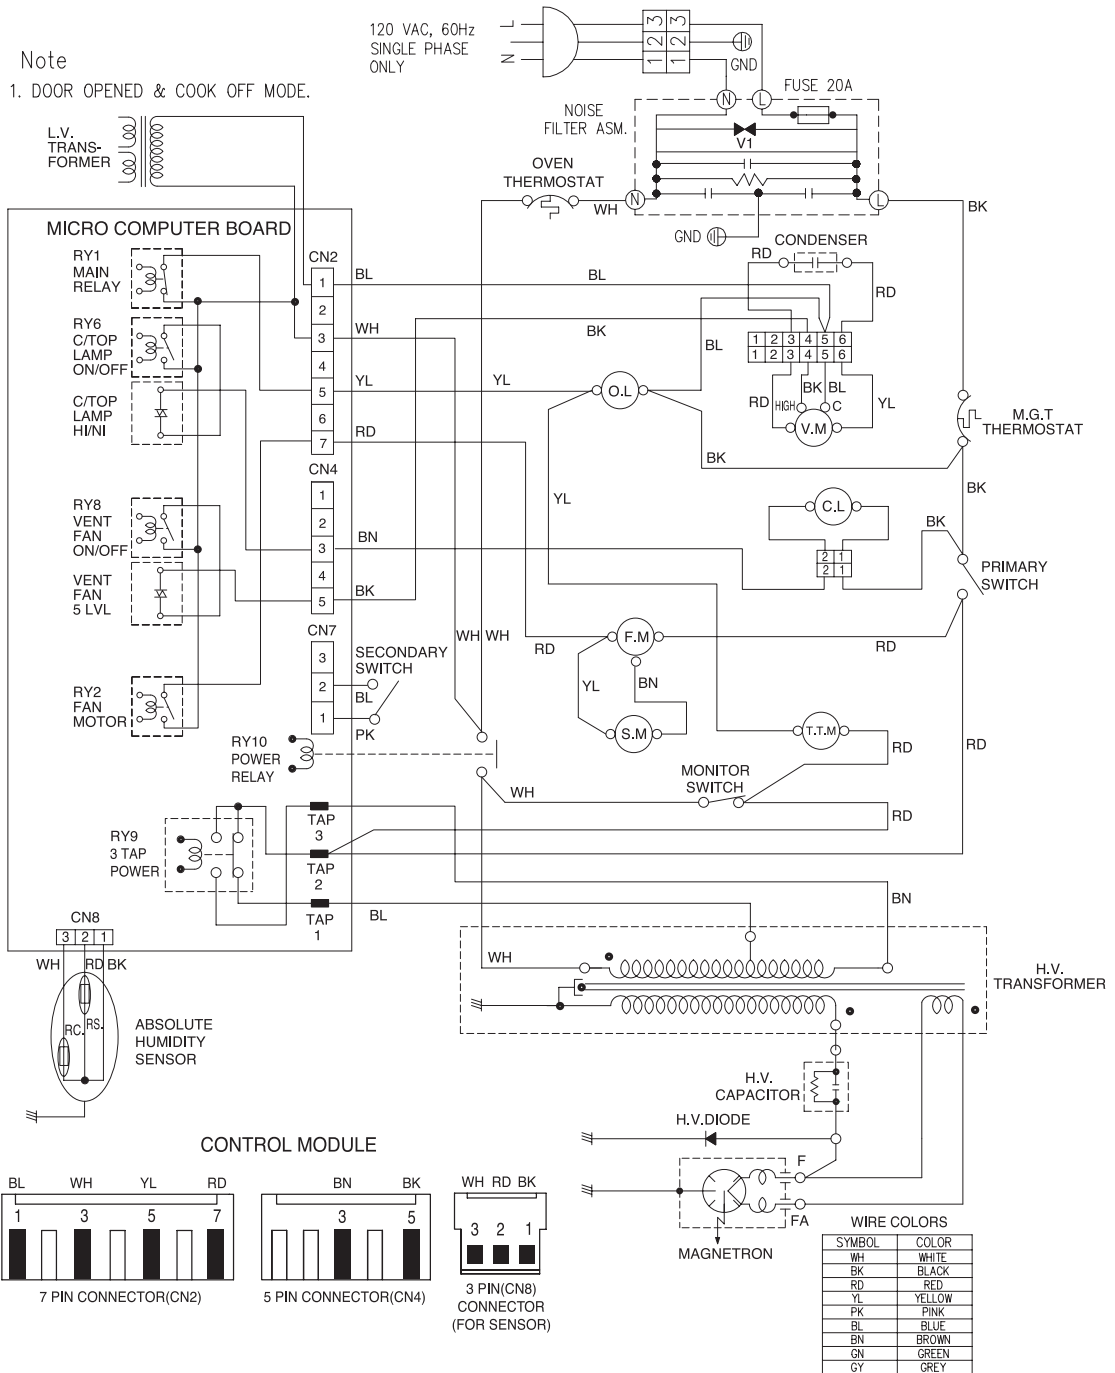 Note
1. DOOR OPENED & COOK OFF MODE.
120 VAC, 60Hz
SINGLE PHASE
ONLY
L
N
3 3
2 2
1 1
GND
FUSE 20A
N
L
NOISE
FILTER ASM.
V1
L.V.
TRANS-
FORMER
OVEN
THERMOSTAT
WH
N
L
BK
GND
CONDENSER
RD
RD
MICRO COMPUTER BOARD
RY1
MAIN
RELAY
CN2
1
2
3
4
5
6
7
BL
WH
YL
RD
BL
BK
YL
BL
1 2 3 4 5 6
1 2 3 4 5 6
RD
BK
BL
YL
HIGH
C
V.M
O.L
RY6
C/TOP
LAMP
ON/OFF
C/TOP
LAMP
HI/NI
M.G.T
THERMOSTAT
BK
BK
YL
C.L
BK
2 1
2 1
CN4
1
2
3
4
5
BN
BK
RY8
VENT
FAN
ON/OFF
VENT
FAN
5 LVL
PRIMARY
SWITCH
CN7
3
2
1
SECONDARY
SWITCH
BL
PK
WH
WH
RD
F.M
RD
YL
BN
S.M
RY2
FAN
MOTOR
RY10
POWER
RELAY
T.T.M
RD
RD
MONITOR
SWITCH
WH
RD
RY9
3 TAP
POWER
TAP
3
TAP
2
TAP
1
BL
BN
CN8
3 2 1
WH
RD
BK
RC.
RS.
ABSOLUTE
HUMIDITY
SENSOR
WH
H.V.
TRANSFORMER
H.V.
CAPACITOR
H.V.DIODE
F
FA
MAGNETRON
CONTROL MODULE
BL WH YL RD
1 3 5 7
7 PIN CONNECTOR(CN2)
BN BK
3 5
5 PIN CONNECTOR(CN4)
WH RD BK
3 2 1
3 PIN(CN8)
CONNECTOR
(FOR SENSOR)
WIRE COLORS
SYMBOL COLOR
WH WHITE
BK BLACK
RD RED
YL YELLOW
PK PINK
BL BLUE
BN BROWN
GN GREEN
GY GREY